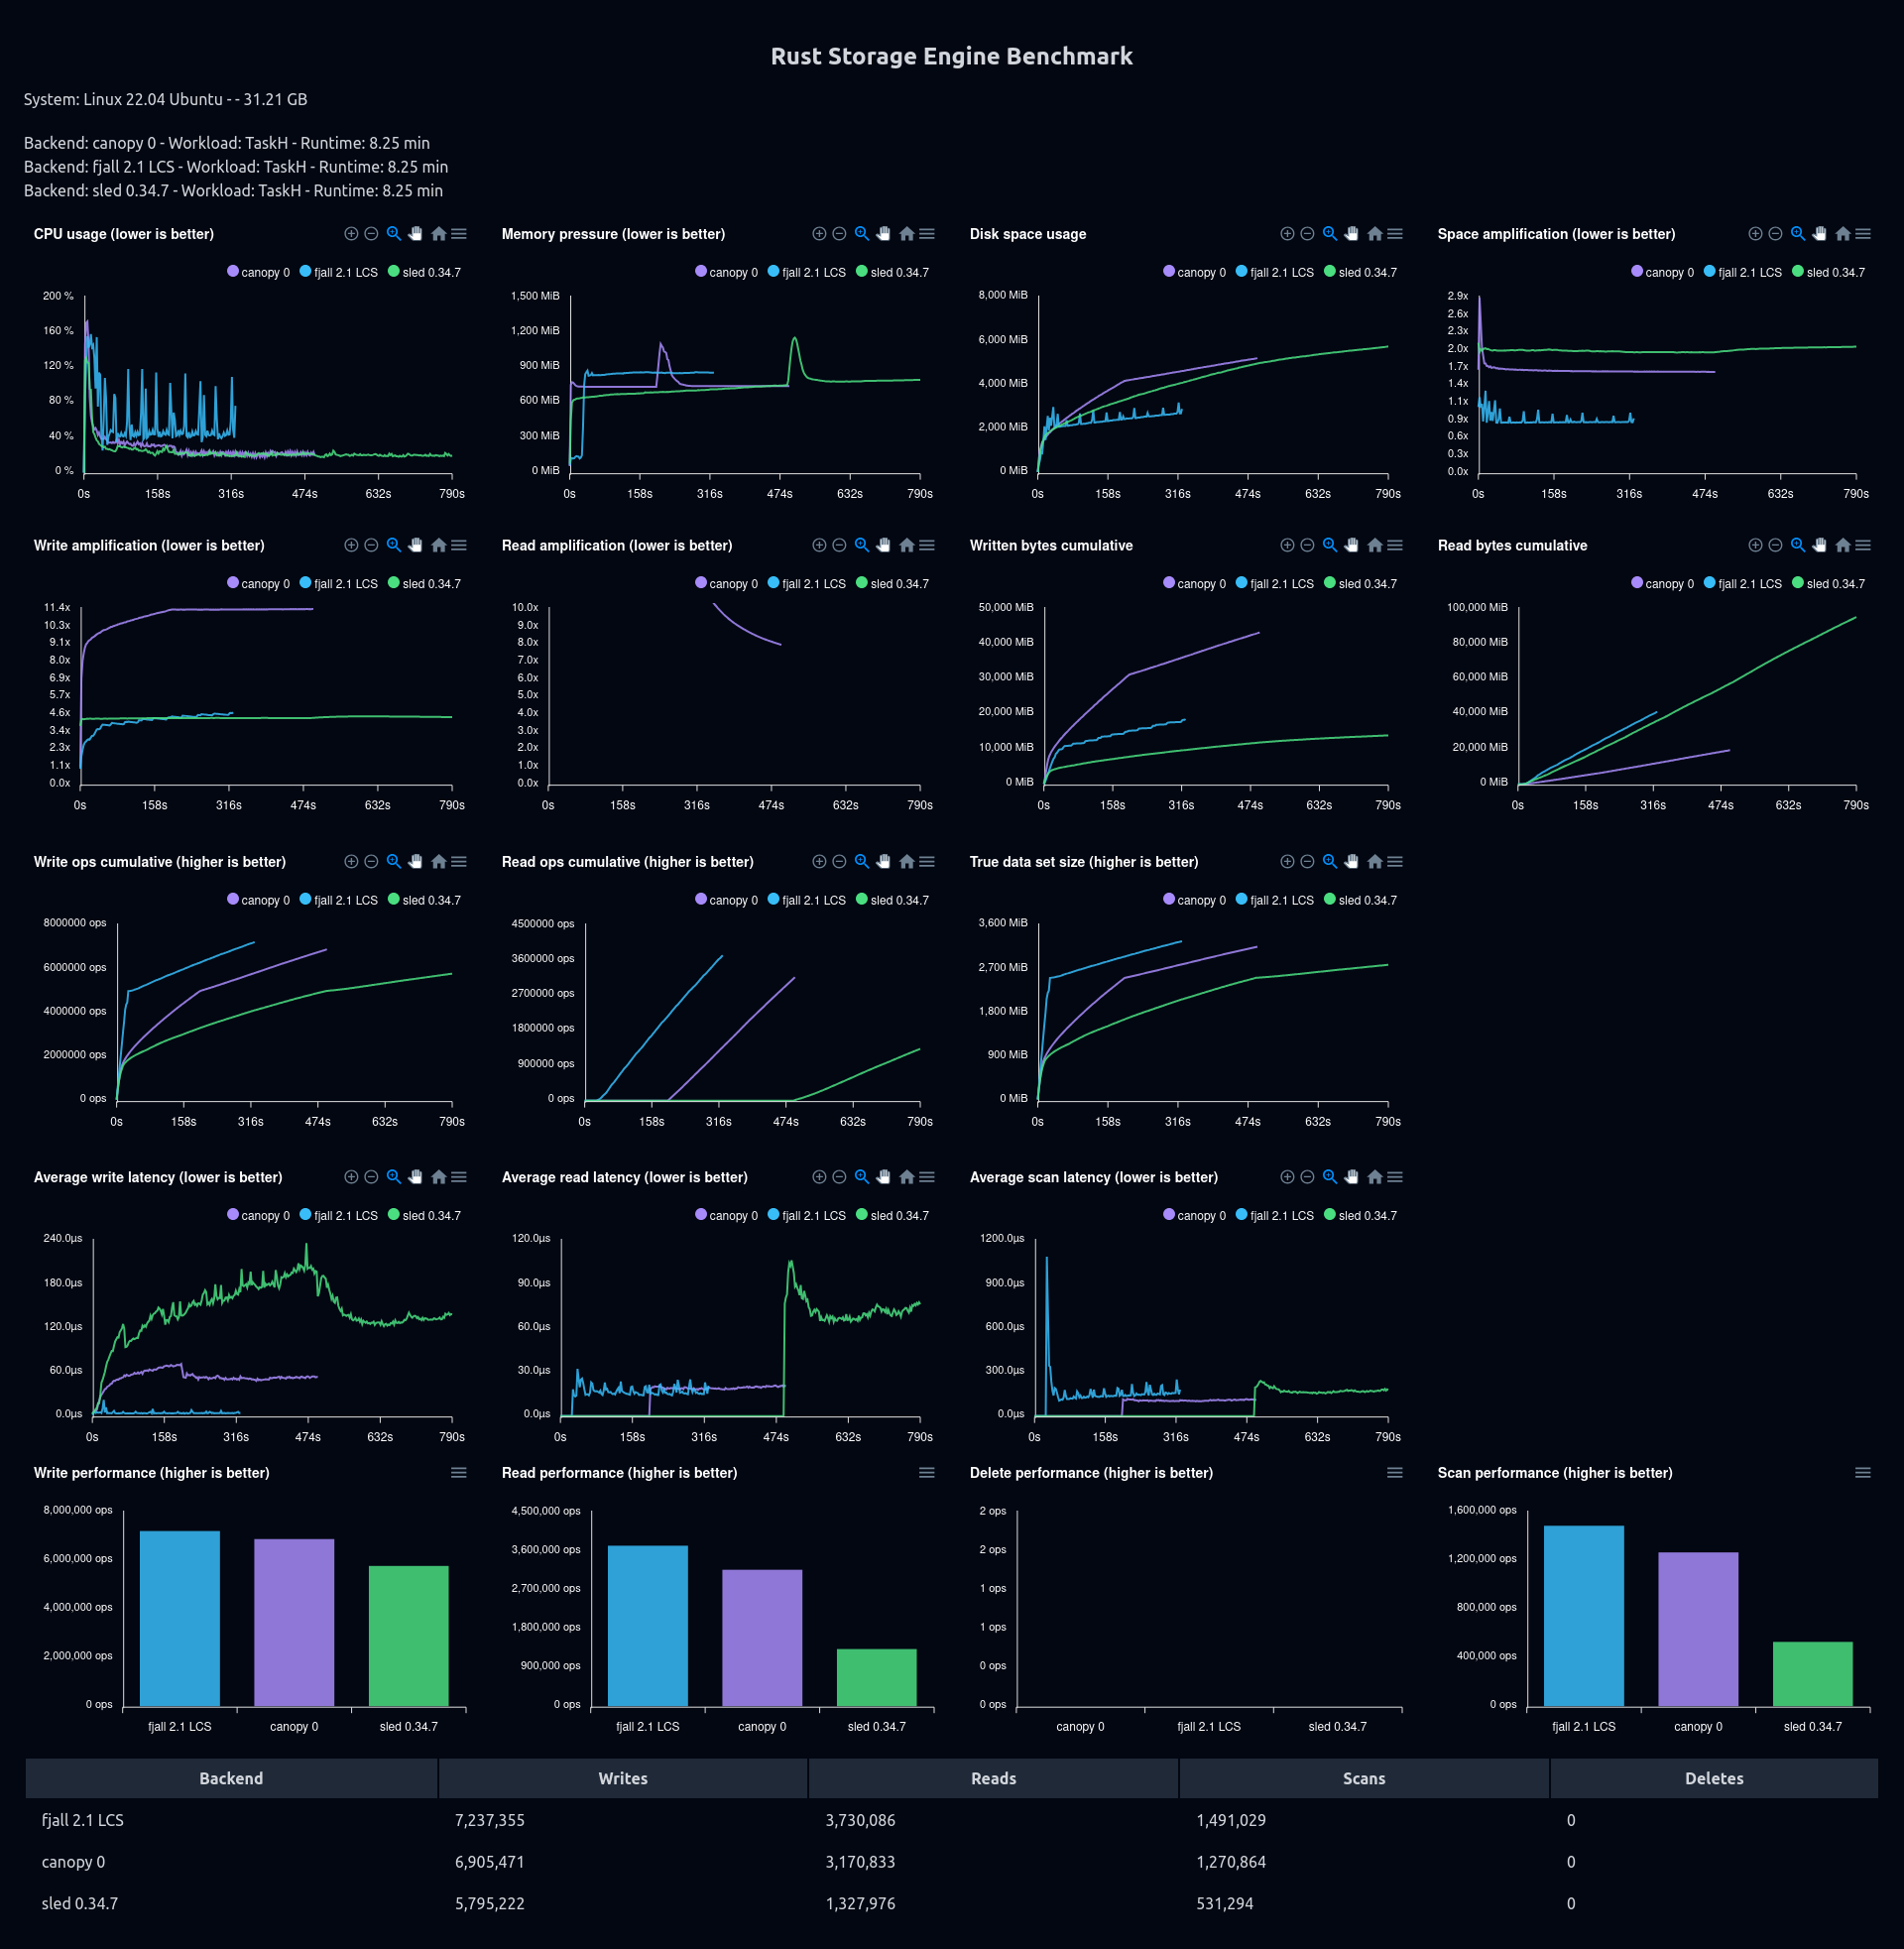 Rust Storage Engine Benchmark
System: Linux 22.04 Ubuntu - - 31.21 GB
Backend: canopy 0 - Workload: TaskH - Runtime: 8.25 min
Backend: fjall 2.1 LCS - Workload: TaskH - Runtime: 8.25 min
Backend: sled 0.34.7 - Workload: TaskH - Runtime: 8.25 min
CPU usage (lower is better)
canopy 0 fjall 2.1 LCS sled 0.34.7
200 %
160 %
120 %
80 %
40 %
0 %
0s 158s 316s 474s 632s 790s
Memory pressure (lower is better)
canopy 0 fjall 2.1 LCS sled 0.34.7
1,500 MiB
1,200 MiB
900 MiB
600 MiB
300 MiB
0 MiB
0s 158s 316s 474s 632s 790s
Disk space usage
canopy 0 fjall 2.1 LCS sled 0.34.7
8,000 MiB
6,000 MiB
4,000 MiB
2,000 MiB
0 MiB
0s 158s 316s 474s 632s 790s
Space amplification (lower is better)
canopy 0 fjall 2.1 LCS sled 0.34.7
2.9x
2.6x
2.3x
2.0x
1.7x
1.4x
1.1x
0.9x
0.6x
0.3x
0.0x
0s 158s 316s 474s 632s 790s
Write amplification (lower is better)
canopy 0 fjall 2.1 LCS sled 0.34.7
11.4x
10.3x
9.1x
8.0x
6.9x
5.7x
4.6x
3.4x
2.3x
1.1x
0.0x
0s 158s 316s 474s 632s 790s
Read amplification (lower is better)
canopy 0 fjall 2.1 LCS sled 0.34.7
10.0x
9.0x
8.0x
7.0x
6.0x
5.0x
4.0x
3.0x
2.0x
1.0x
0.0x
0s 158s 316s 474s 632s 790s
Written bytes cumulative
canopy 0 fjall 2.1 LCS sled 0.34.7
50,000 MiB
40,000 MiB
30,000 MiB
20,000 MiB
10,000 MiB
0 MiB
0s 158s 316s 474s 632s 790s
Read bytes cumulative
canopy 0 fjall 2.1 LCS sled 0.34.7
100,000 MiB
80,000 MiB
60,000 MiB
40,000 MiB
20,000 MiB
0 MiB
0s 158s 316s 474s 632s 790s
Write ops cumulative (higher is better)
canopy 0 fjall 2.1 LCS sled 0.34.7
8000000 ops
6000000 ops
4000000 ops
2000000 ops
0 ops
0s 158s 316s 474s 632s 790s
Read ops cumulative (higher is better)
canopy 0 fjall 2.1 LCS sled 0.34.7
4500000 ops
3600000 ops
2700000 ops
1800000 ops
900000 ops
0 ops
0s 158s 316s 474s 632s 790s
True data set size (higher is better)
canopy 0 fjall 2.1 LCS sled 0.34.7
3,600 MiB
2,700 MiB
1,800 MiB
900 MiB
0 MiB
0s 158s 316s 474s 632s 790s
Average write latency (lower is better)
canopy 0 fjall 2.1 LCS sled 0.34.7
240.0µs
180.0µs
120.0µs
60.0µs
0.0µs
0s 158s 316s 474s 632s 790s
Average read latency (lower is better)
canopy 0 fjall 2.1 LCS sled 0.34.7
120.0µs
90.0µs
60.0µs
30.0µs
0.0µs
0s 158s 316s 474s 632s 790s
Average scan latency (lower is better)
canopy 0 fjall 2.1 LCS sled 0.34.7
1200.0µs
900.0µs
600.0µs
300.0µs
0.0µs
0s 158s 316s 474s 632s 790s
Write performance (higher is better)
8,000,000 ops
6,000,000 ops
4,000,000 ops
2,000,000 ops
0 ops
fjall 2.1 LCS canopy 0 sled 0.34.7
Read performance (higher is better)
4,500,000 ops
3,600,000 ops
2,700,000 ops
1,800,000 ops
900,000 ops
0 ops
fjall 2.1 LCS canopy 0 sled 0.34.7
Delete performance (higher is better)
2 ops
2 ops
1 ops
1 ops
0 ops
0 ops
canopy 0 fjall 2.1 LCS sled 0.34.7
Scan performance (higher is better)
1,600,000 ops
1,200,000 ops
800,000 ops
400,000 ops
0 ops
fjall 2.1 LCS canopy 0 sled 0.34.7
Backend Writes Reads Scans Deletes
fjall 2.1 LCS 7,237,355 3,730,086 1,491,029 0
canopy 0 6,905,471 3,170,833 1,270,864 0
sled 0.34.7 5,795,222 1,327,976 531,294 0